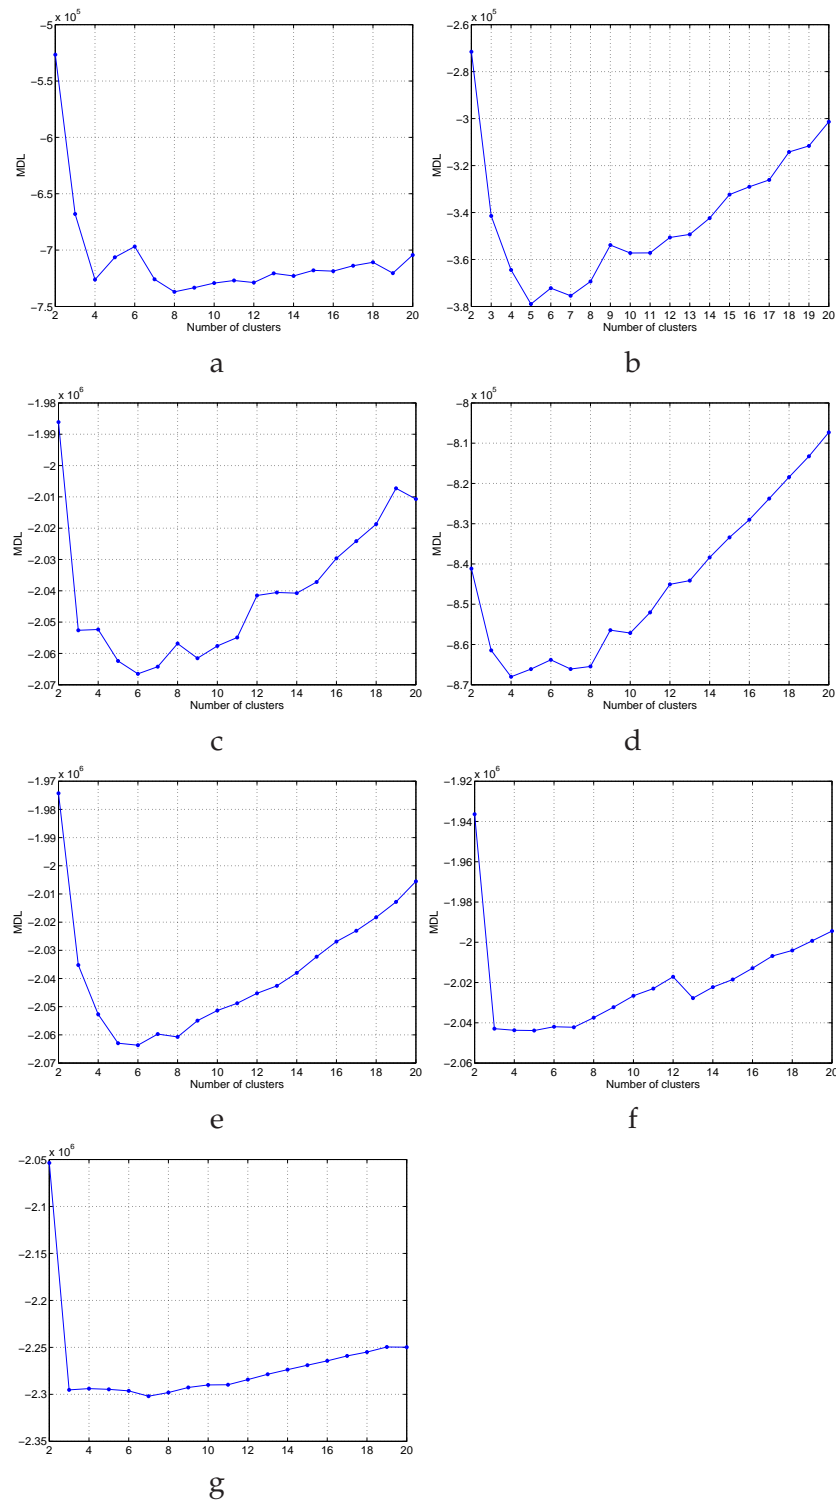 x 10^5
−5
−5.5
−6
−6.5
−7
−7.5
MDL
2 4 6 8 10 12 14 16 18 20
Number of clusters
a
x 10^5
−2.6
−2.8
−3
−3.2
−3.4
−3.6
−3.8
MDL
2 3 4 5 6 7 8 9 10 11 12 13 14 15 16 17 18 19 20
Number of clusters
b
x 10^6
−1.98
−1.99
−2
−2.01
−2.02
−2.03
−2.04
−2.05
−2.06
−2.07
MDL
2 4 6 8 10 12 14 16 18 20
Number of clusters
c
x 10^5
−8
−8.1
−8.2
−8.3
−8.4
−8.5
−8.6
−8.7
MDL
2 4 6 8 10 12 14 16 18 20
Number of clusters
d
x 10^6
−1.97
−1.98
−1.99
−2
−2.01
−2.02
−2.03
−2.04
−2.05
−2.06
−2.07
MDL
2 4 6 8 10 12 14 16 18 20
Number of clusters
e
x 10^6
−1.92
−1.94
−1.96
−1.98
−2
−2.02
−2.04
−2.06
MDL
2 4 6 8 10 12 14 16 18 20
Number of clusters
f
x 10^6
−2.05
−2.1
−2.15
−2.2
−2.25
−2.3
−2.35
2 4 6 8 10 12 14 16 18 20
g